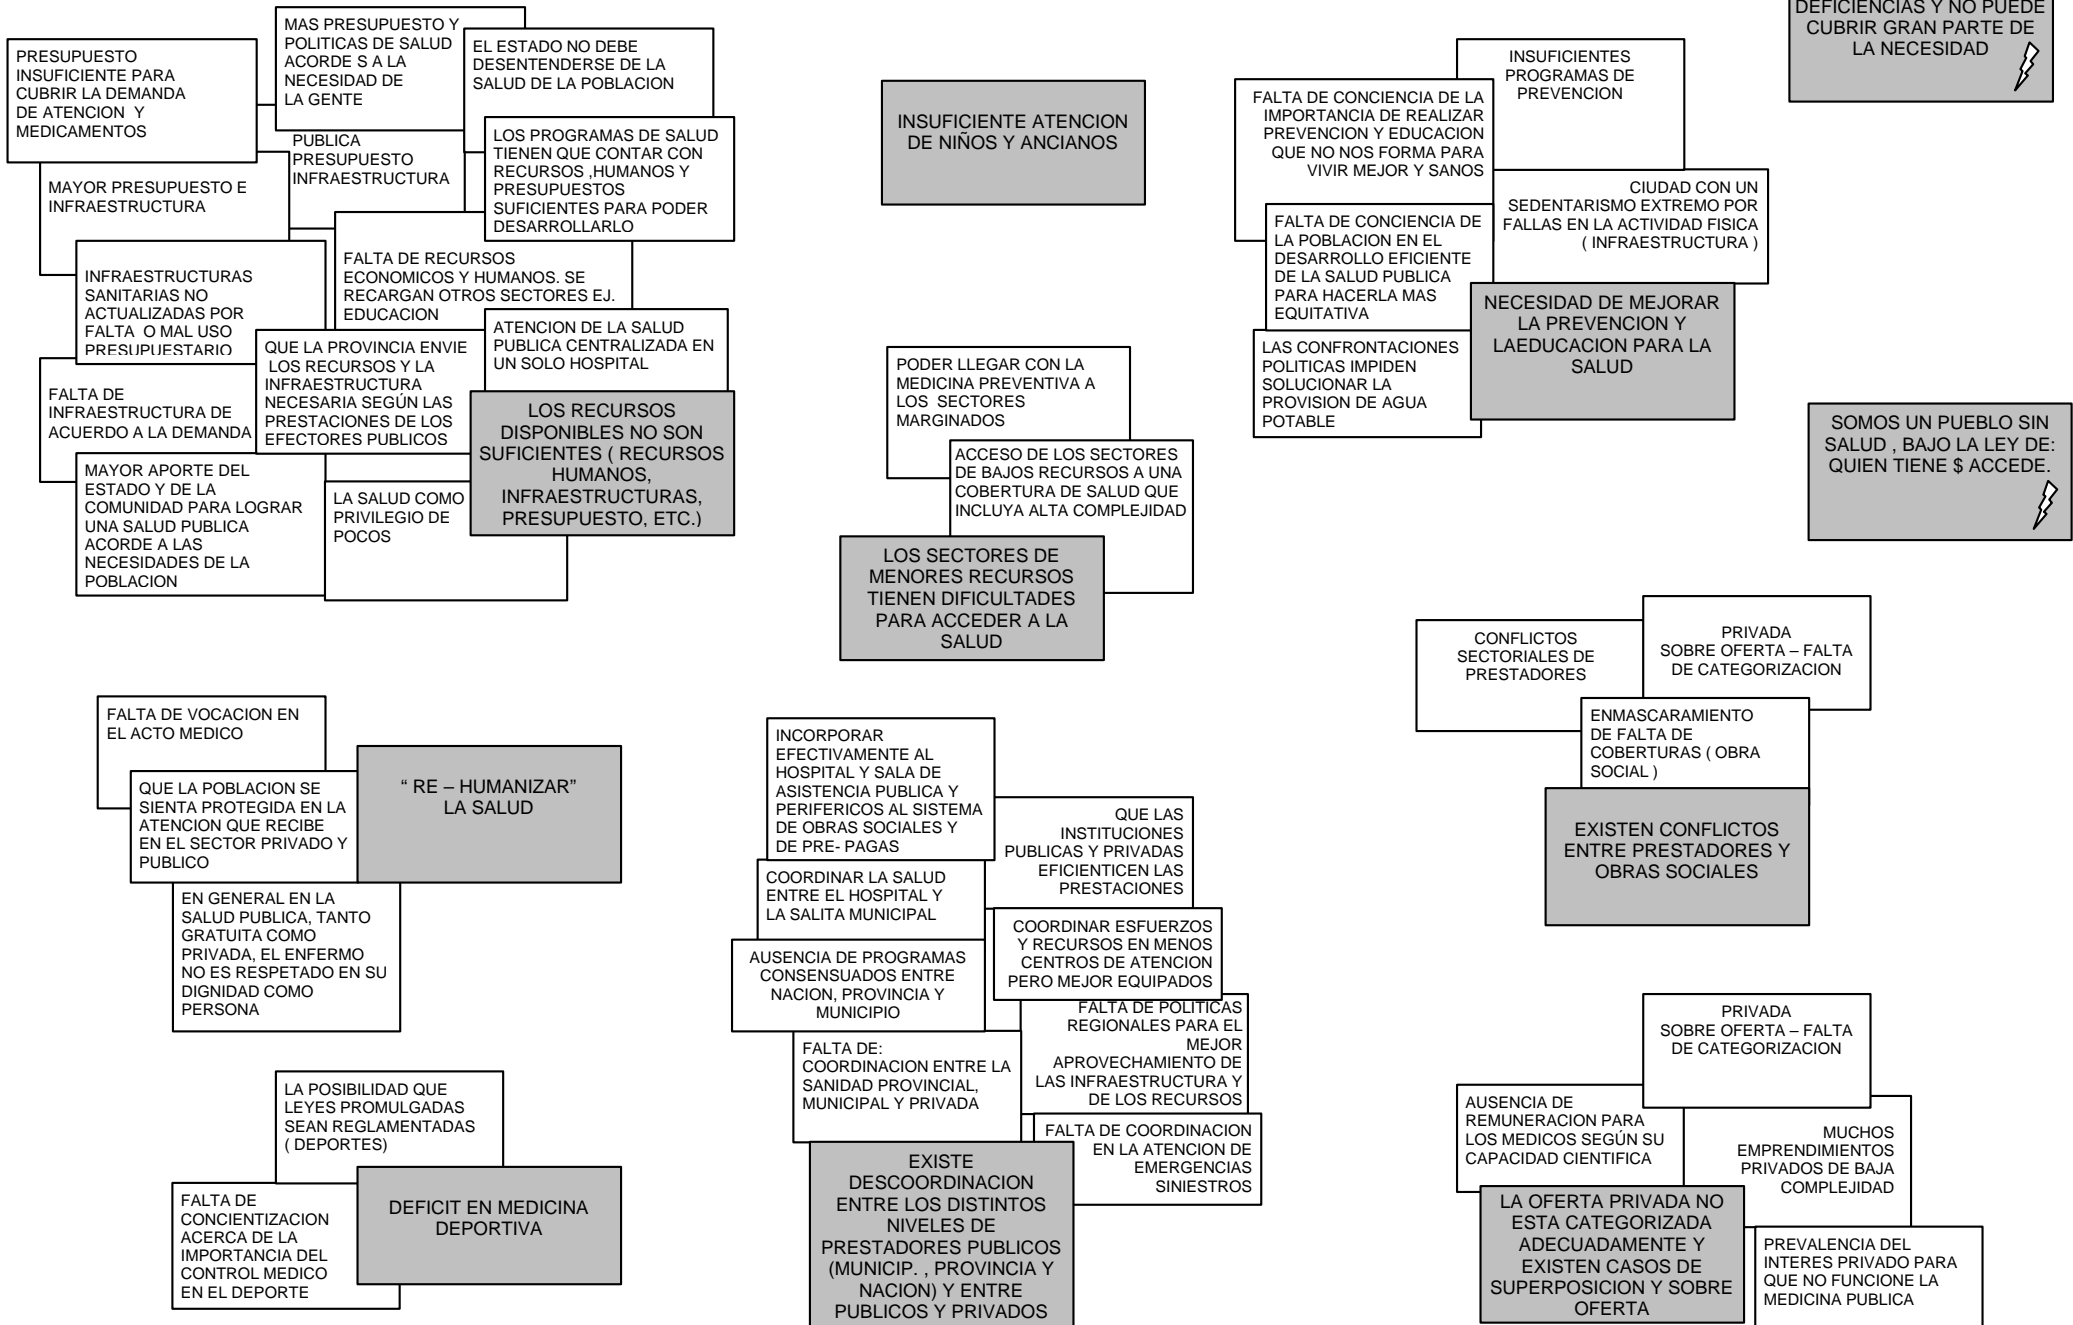 PRESUPUESTO
INSUFICIENTE PARA
CUBRIR LA DEMANDA
DE ATENCION Y
MEDICAMENTOS
MAS PRESUPUESTO Y
POLITICAS DE SALUD
ACORDE S A LA
NECESIDAD DE
LA GENTE
EL ESTADO NO DEBE
DESENTENDERSE DE LA
SALUD DE LA POBLACION
PUBLICA
PRESUPUESTO
INFRAESTRUCTURA
LOS PROGRAMAS DE SALUD
TIENEN QUE CONTAR CON
RECURSOS ,HUMANOS Y
PRESUPUESTOS
SUFICIENTES PARA PODER
DESARROLLARLO
MAYOR PRESUPUESTO E
INFRAESTRUCTURA
INFRAESTRUCTURAS
SANITARIAS NO
ACTUALIZADAS POR
FALTA O MAL USO
PRESUPUESTARIO
FALTA DE RECURSOS
ECONOMICOS Y HUMANOS. SE
RECARGAN OTROS SECTORES EJ.
EDUCACION
QUE LA PROVINCIA ENVIE
LOS RECURSOS Y LA
INFRAESTRUCTURA
NECESARIA SEGÚN LAS
PRESTACIONES DE LOS
EFECTORES PUBLICOS
ATENCION DE LA SALUD
PUBLICA CENTRALIZADA EN
UN SOLO HOSPITAL
FALTA DE
INFRAESTRUCTURA DE
ACUERDO A LA DEMANDA
MAYOR APORTE DEL
ESTADO Y DE LA
COMUNIDAD PARA LOGRAR
UNA SALUD PUBLICA
ACORDE A LAS
NECESIDADES DE LA
POBLACION
LA SALUD COMO
PRIVILEGIO DE
POCOS
LOS RECURSOS
DISPONIBLES NO SON
SUFICIENTES ( RECURSOS
HUMANOS,
INFRAESTRUCTURAS,
PRESUPUESTO, ETC.)
INSUFICIENTE ATENCION
DE NIÑOS Y ANCIANOS
PODER LLEGAR CON LA
MEDICINA PREVENTIVA A
LOS SECTORES
MARGINADOS
ACCESO DE LOS SECTORES
DE BAJOS RECURSOS A UNA
COBERTURA DE SALUD QUE
INCLUYA ALTA COMPLEJIDAD
LOS SECTORES DE
MENORES RECURSOS
TIENEN DIFICULTADES
PARA ACCEDER A LA
SALUD
INSUFICIENTES
PROGRAMAS DE
PREVENCION
FALTA DE CONCIENCIA DE LA
IMPORTANCIA DE REALIZAR
PREVENCION Y EDUCACION
QUE NO NOS FORMA PARA
VIVIR MEJOR Y SANOS
CIUDAD CON UN
SEDENTARISMO EXTREMO POR
FALLAS EN LA ACTIVIDAD FISICA
( INFRAESTRUCTURA )
FALTA DE CONCIENCIA DE
LA POBLACION EN EL
DESARROLLO EFICIENTE
DE LA SALUD PUBLICA
PARA HACERLA MAS
EQUITATIVA
LAS CONFRONTACIONES
POLITICAS IMPIDEN
SOLUCIONAR LA
PROVISION DE AGUA
POTABLE
NECESIDAD DE MEJORAR
LA PREVENCION Y
LAEDUCACION PARA LA
SALUD
DEFICIENCIAS Y NO PUEDE
CUBRIR GRAN PARTE DE
LA NECESIDAD
SOMOS UN PUEBLO SIN
SALUD , BAJO LA LEY DE:
QUIEN TIENE $ ACCEDE.
CONFLICTOS
SECTORIALES DE
PRESTADORES
PRIVADA
SOBRE OFERTA – FALTA
DE CATEGORIZACION
ENMASCARAMIENTO
DE FALTA DE
COBERTURAS ( OBRA
SOCIAL )
EXISTEN CONFLICTOS
ENTRE PRESTADORES Y
OBRAS SOCIALES
FALTA DE VOCACION EN
EL ACTO MEDICO
QUE LA POBLACION SE
SIENTA PROTEGIDA EN LA
ATENCION QUE RECIBE
EN EL SECTOR PRIVADO Y
PUBLICO
EN GENERAL EN LA
SALUD PUBLICA, TANTO
GRATUITA COMO
PRIVADA, EL ENFERMO
NO ES RESPETADO EN SU
DIGNIDAD COMO
PERSONA
“ RE – HUMANIZAR”
LA SALUD
LA POSIBILIDAD QUE
LEYES PROMULGADAS
SEAN REGLAMENTADAS
( DEPORTES)
FALTA DE
CONCIENTIZACION
ACERCA DE LA
IMPORTANCIA DEL
CONTROL MEDICO
EN EL DEPORTE
DEFICIT EN MEDICINA
DEPORTIVA
INCORPORAR
EFECTIVAMENTE AL
HOSPITAL Y SALA DE
ASISTENCIA PUBLICA Y
PERIFERICOS AL SISTEMA
DE OBRAS SOCIALES Y
DE PRE- PAGAS
QUE LAS
INSTITUCIONES
PUBLICAS Y PRIVADAS
EFICIENTICEN LAS
PRESTACIONES
COORDINAR LA SALUD
ENTRE EL HOSPITAL Y
LA SALITA MUNICIPAL
COORDINAR ESFUERZOS
Y RECURSOS EN MENOS
CENTROS DE ATENCION
PERO MEJOR EQUIPADOS
AUSENCIA DE PROGRAMAS
CONSENSUADOS ENTRE
NACION, PROVINCIA Y
MUNICIPIO
FALTA DE POLITICAS
REGIONALES PARA EL
MEJOR
APROVECHAMIENTO DE
LAS INFRAESTRUCTURA Y
DE LOS RECURSOS
FALTA DE:
COORDINACION ENTRE LA
SANIDAD PROVINCIAL,
MUNICIPAL Y PRIVADA
FALTA DE COORDINACION
EN LA ATENCION DE
EMERGENCIAS
SINIESTROS
EXISTE
DESCOORDINACION
ENTRE LOS DISTINTOS
NIVELES DE
PRESTADORES PUBLICOS
(MUNICIP. , PROVINCIA Y
NACION) Y ENTRE
PUBLICOS Y PRIVADOS
PRIVADA
SOBRE OFERTA – FALTA
DE CATEGORIZACION
AUSENCIA DE
REMUNERACION PARA
LOS MEDICOS SEGÚN SU
CAPACIDAD CIENTIFICA
MUCHOS
EMPRENDIMIENTOS
PRIVADOS DE BAJA
COMPLEJIDAD
LA OFERTA PRIVADA NO
ESTA CATEGORIZADA
ADECUADAMENTE Y
EXISTEN CASOS DE
SUPERPOSICION Y SOBRE
OFERTA
PREVALENCIA DEL
INTERES PRIVADO PARA
QUE NO FUNCIONE LA
MEDICINA PUBLICA